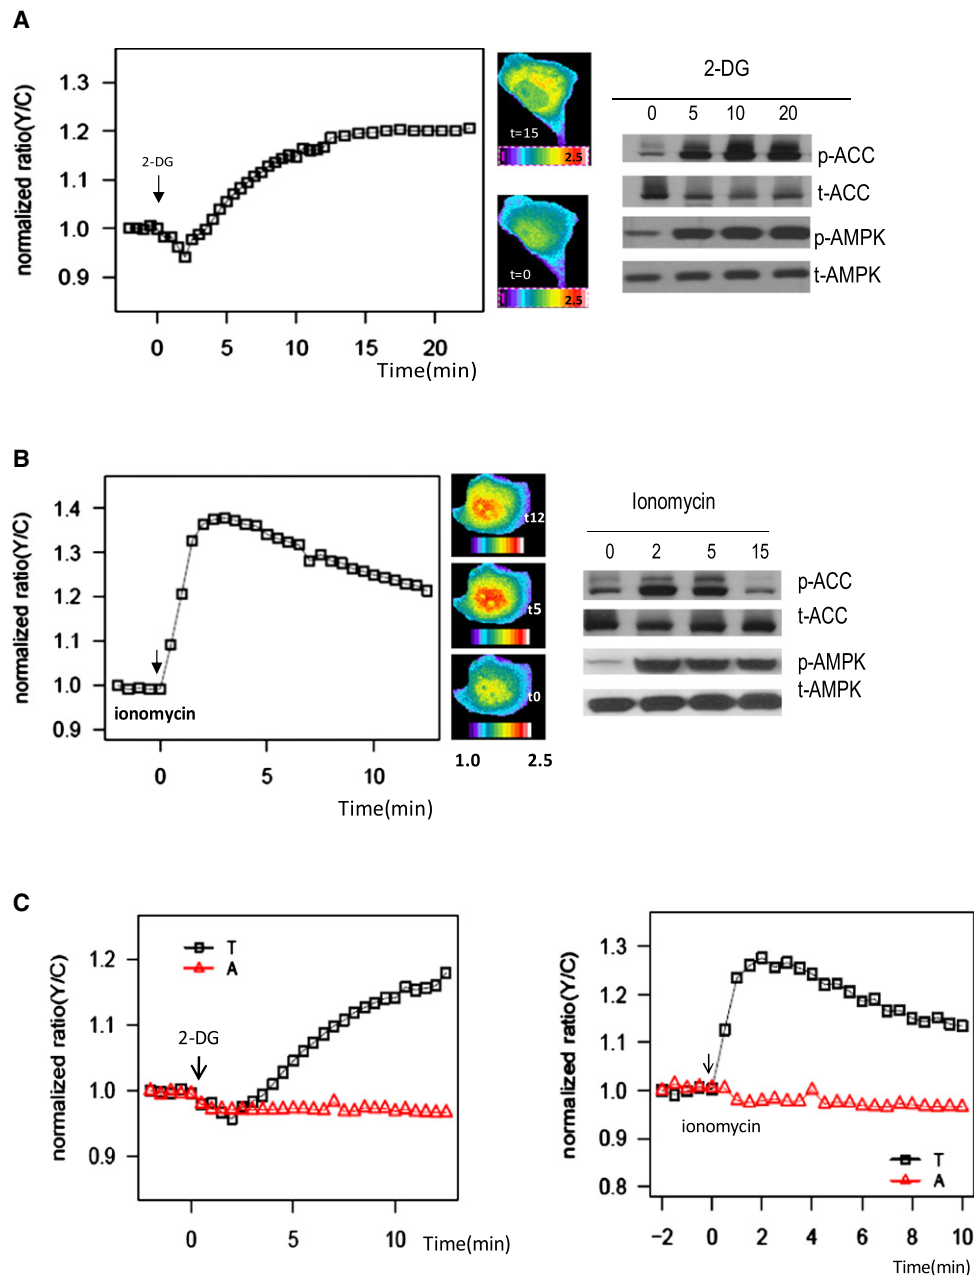 A
normalized ratio(Y/C)
1.3
1.2
1.1
1.0
0.9
2-DG
0 5 10 15 20
Time(min)
t=15
2.5
t=0
2.5
2-DG
0 5 10 20
p-ACC
t-ACC
p-AMPK
t-AMPK
B
normalized ratio(Y/C)
1.4
1.3
1.2
1.1
1.0
0.9
ionomycin
0 5 10
Time(min)
t12
t5
t0
1.0 2.5
Ionomycin
0 2 5 15
p-ACC
t-ACC
p-AMPK
t-AMPK
C
normalized ratio(Y/C)
1.2
1.1
1.0
0.9
T
A
2-DG
0 5 10
Time(min)
normalized ratio(Y/C)
1.3
1.2
1.1
1.0
0.9
0.8
ionomycin
T
A
−2 0 2 4 6 8 10
Time(min)